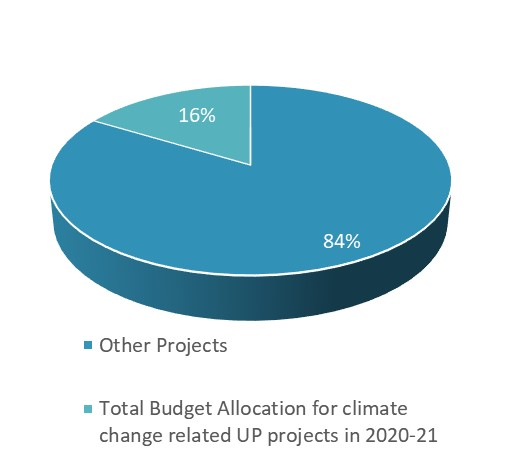 16%
84%
Other Projects
Total Budget Allocation for climate
change related UP projects in 2020-21